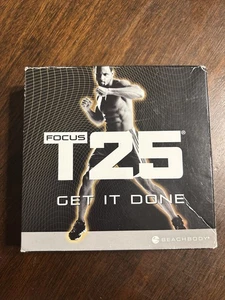 FOCUS
T25®
GET IT DONE
BEACHBODY®